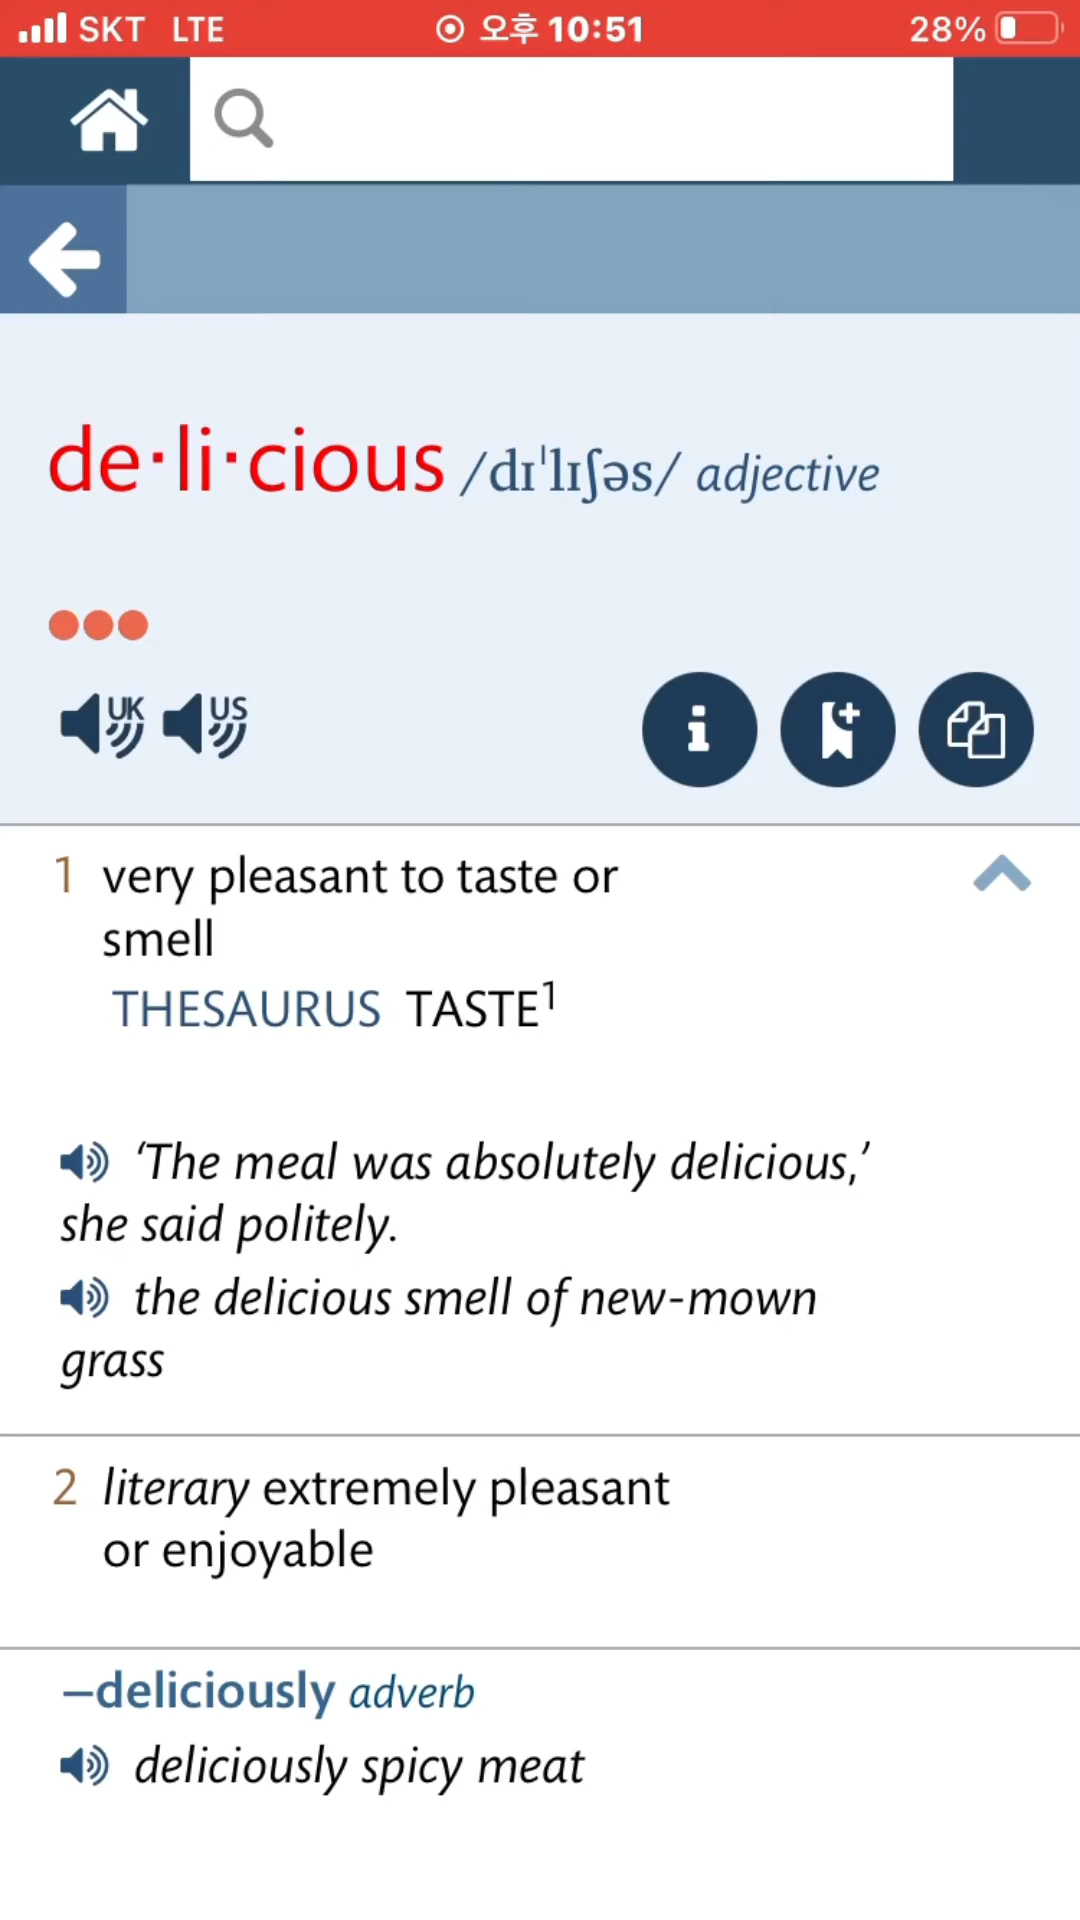 SKT LTE 오후 10:51 28%
de·li·cious /dɪˈlɪʃəs/ adjective
UK US
1 very pleasant to taste or
smell
THESAURUS TASTE¹
‘The meal was absolutely delicious,’
she said politely.
the delicious smell of new-mown
grass
2 literary extremely pleasant
or enjoyable
–deliciously adverb
deliciously spicy meat